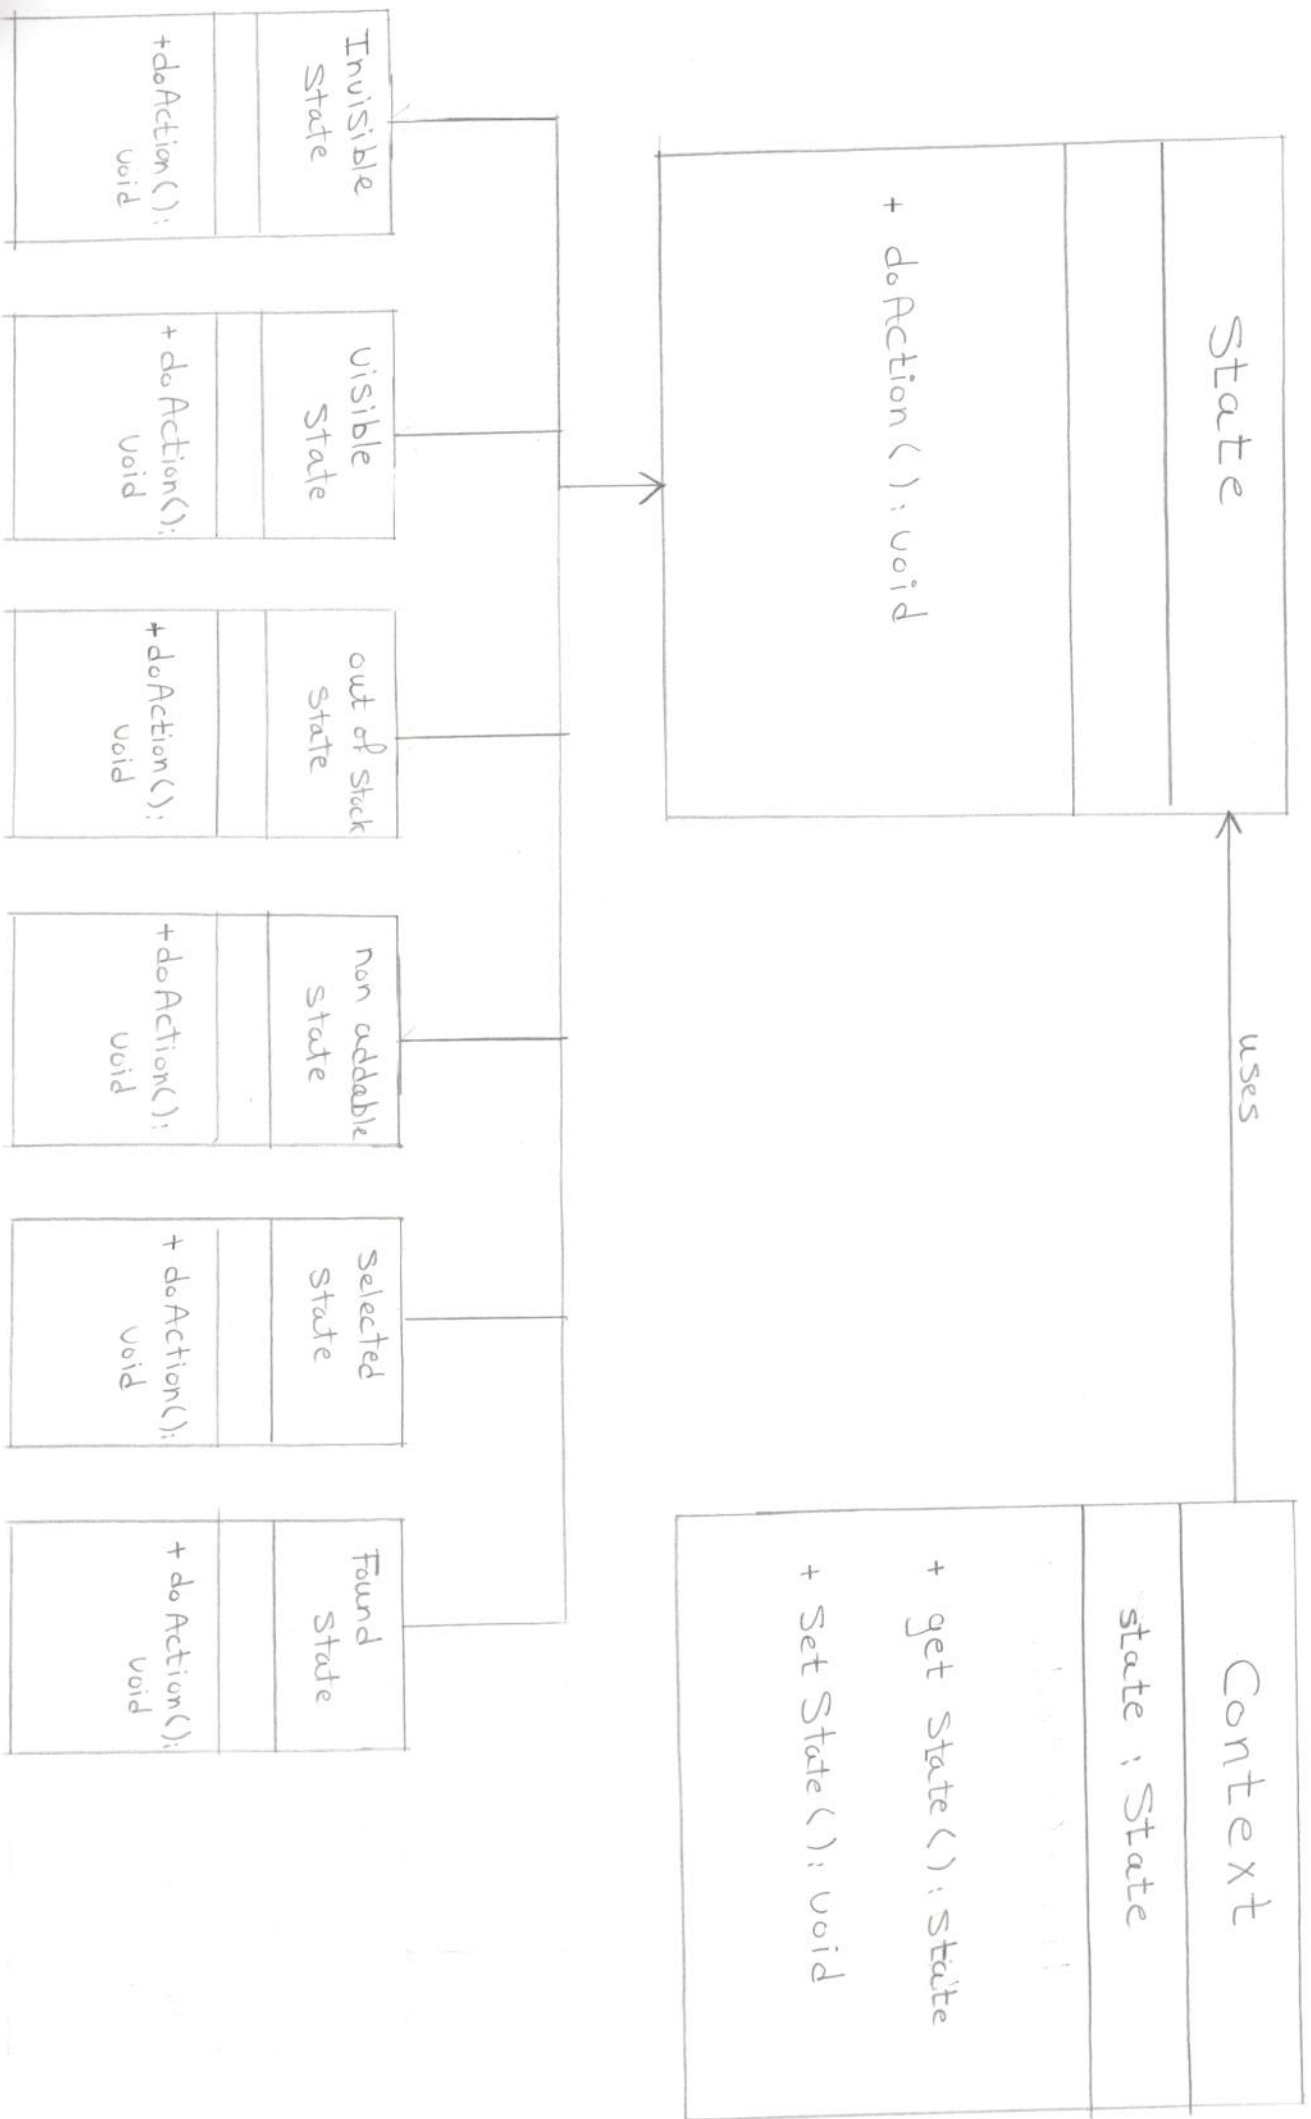 State
+ doAction(): void
uses
Context
state : State
+ get State(): State
+ Set State(): void
Invisible
State
+doAction():
void
visible
State
+ doAction():
void
out of Stock
State
+doAction():
void
non addable
State
+doAction():
void
Selected
State
+ doAction():
void
Found
State
+ doAction():
void